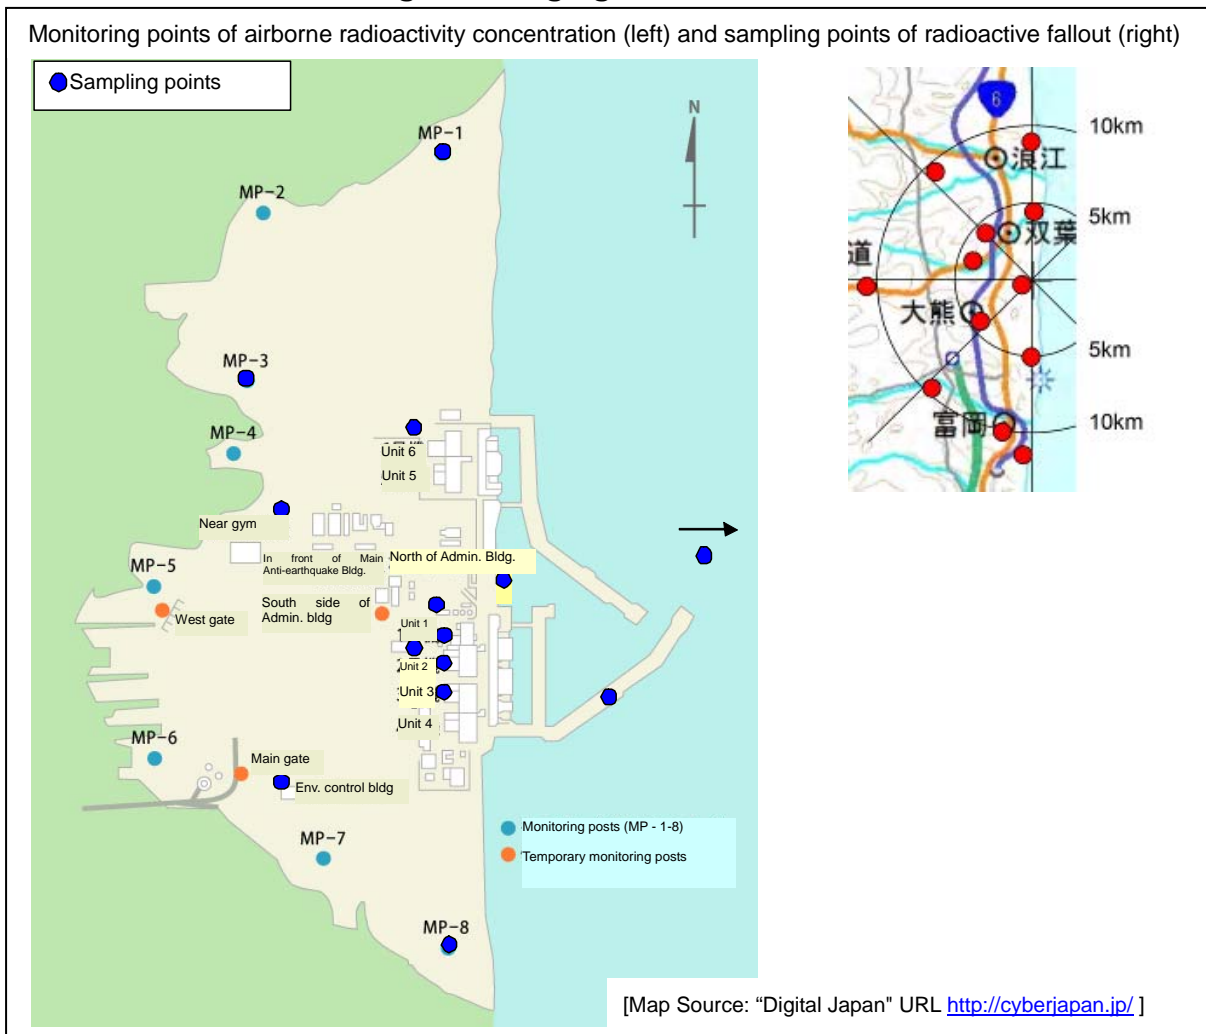 Monitoring points of airborne radioactivity concentration (left) and sampling points of radioactive fallout (right)
Sampling points
N
MP-1
MP-2
MP-3
MP-4
Unit 6
Unit 5
Near gym
In front of Main
Anti-earthquake Bldg.
North of Admin. Bldg.
MP-5
West gate
South side of
Admin. bldg
Unit 1
Unit 2
Unit 3
Unit 4
MP-6
Main gate
Env. control bldg
MP-7
Monitoring posts (MP - 1-8)
Temporary monitoring posts
MP-8
6
10km
浪江
5km
双葉
道
大熊
5km
富岡
10km
[Map Source: “Digital Japan" URL http://cyberjapan.jp/ ]